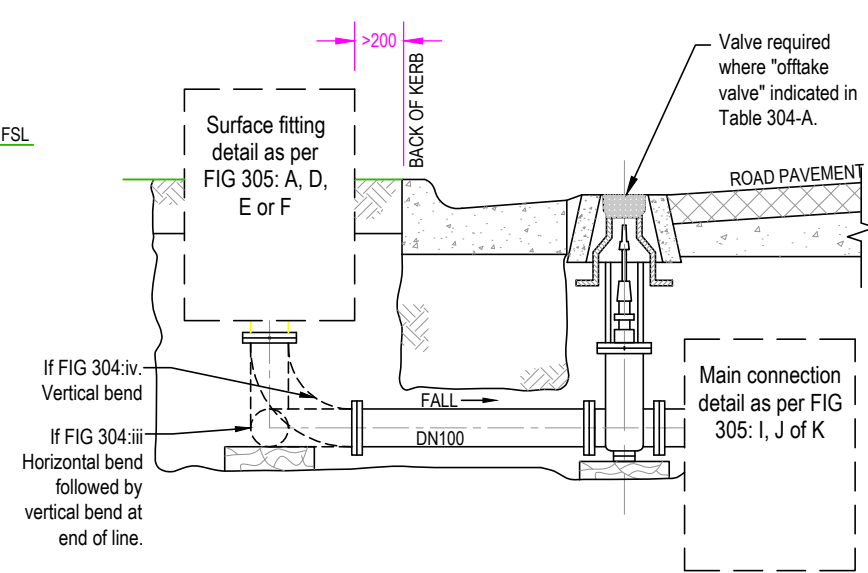 >200
BACK OF KERB
Valve required
where "offtake
valve" indicated in
Table 304-A.
FSL
Surface fitting
detail as per
FIG 305: A, D,
E or F
ROAD PAVEMENT
If FIG 304:iv.
Vertical bend
FALL
DN100
If FIG 304:iii
Horizontal bend
followed by
vertical bend at
end of line.
Main connection
detail as per FIG
305: I, J of K